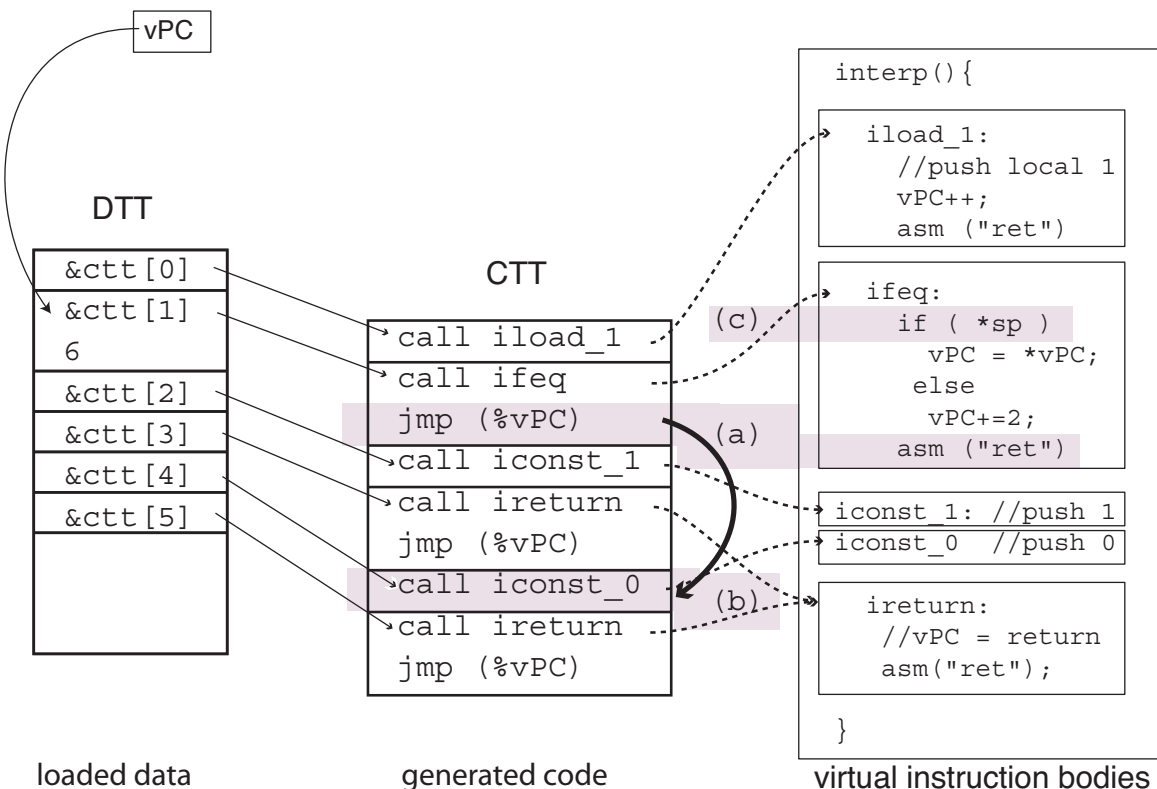 vPC
DTT
&ctt[0]
&ctt[1]
6
&ctt[2]
&ctt[3]
&ctt[4]
&ctt[5]
loaded data
CTT
call iload_1
call ifeq
jmp (%vPC)
call iconst_1
call ireturn
jmp (%vPC)
call iconst_0
call ireturn
jmp (%vPC)
generated code
(c)
(a)
(b)
interp(){
iload_1:
//push local 1
vPC++;
asm ("ret")
ifeq:
if ( *sp )
vPC = *vPC;
else
vPC+=2;
asm ("ret")
iconst_1: //push 1
iconst_0 //push 0
ireturn:
//vPC = return
asm("ret");
}
virtual instruction bodies